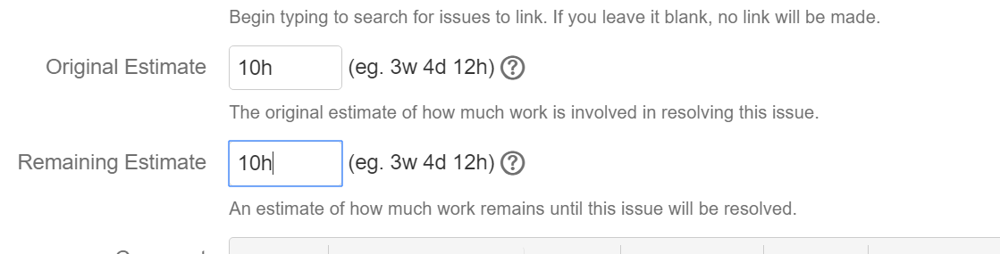 Begin typing to search for issues to link. If you leave it blank, no link will be made.
Original Estimate 10h (eg. 3w 4d 12h) ?
The original estimate of how much work is involved in resolving this issue.
Remaining Estimate 10h (eg. 3w 4d 12h) ?
An estimate of how much work remains until this issue will be resolved.